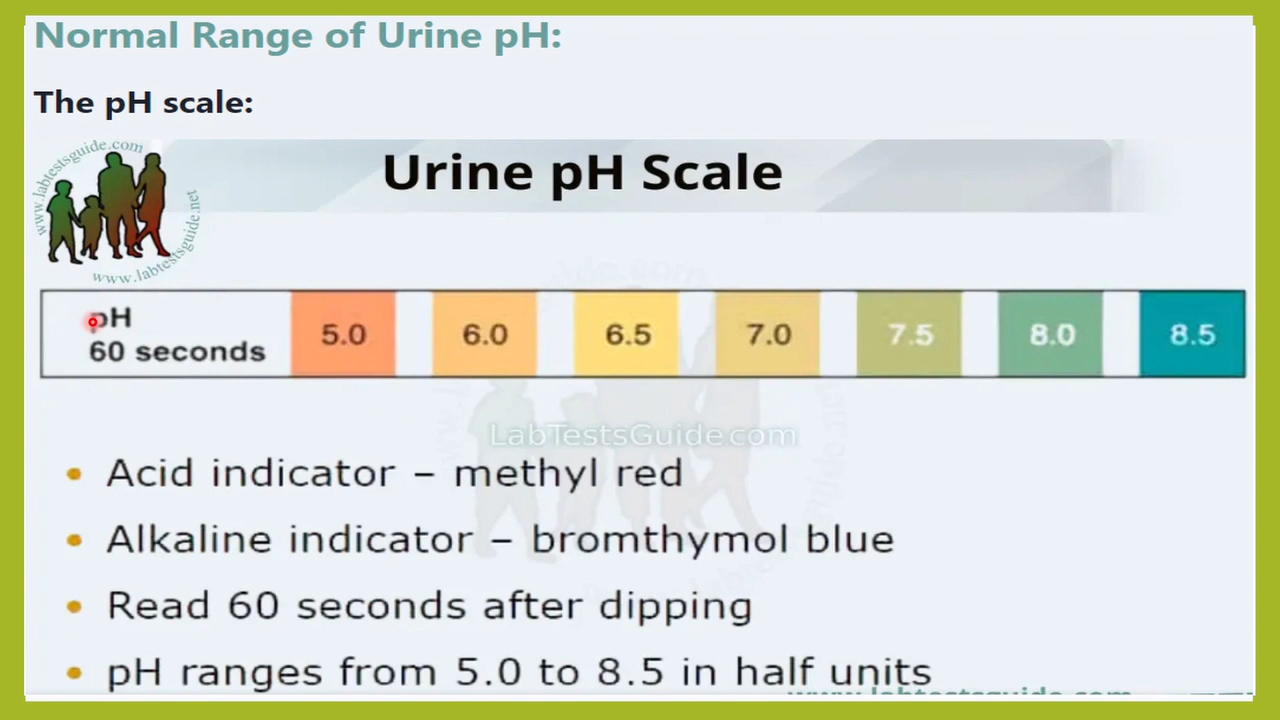 Normal Range of Urine pH:
The pH scale:
www.labtestsguide.com
Urine pH Scale
www.labtestsguide.net
pH
60 seconds
5.0
6.0
6.5
7.0
7.5
8.0
8.5
LabTestsGuide.com
• Acid indicator – methyl red
• Alkaline indicator – bromthymol blue
• Read 60 seconds after dipping
• pH ranges from 5.0 to 8.5 in half units
www.labtestsguide.com